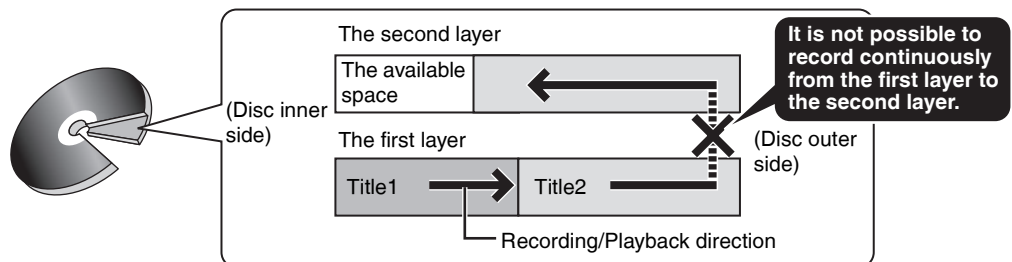 The second layer
The available
space
It is not possible to
record continuously
from the first layer to
the second layer.
(Disc inner
side)
The first layer
(Disc outer
side)
Title1
Title2
Recording/Playback direction